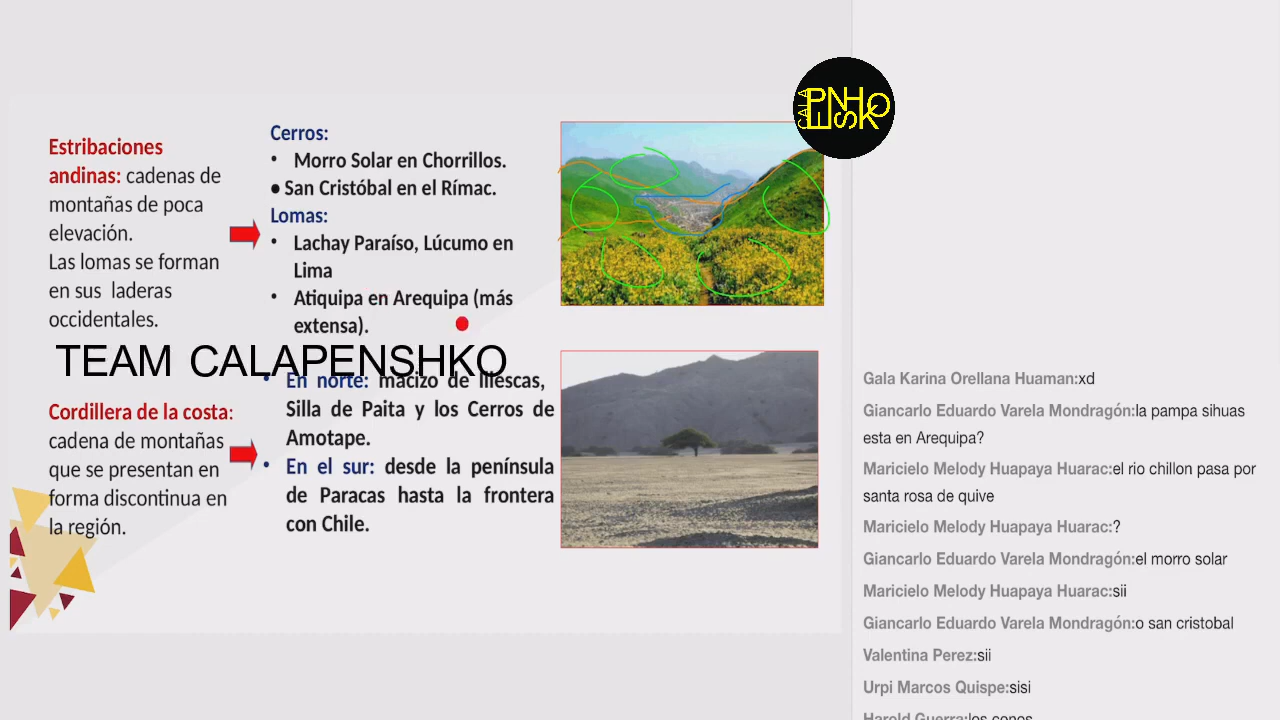 Estribaciones
andinas: cadenas de
montañas de poca
elevación.
Las lomas se forman
en sus laderas
occidentales.
Cerros:
• Morro Solar en Chorrillos.
• San Cristóbal en el Rímac.
Lomas:
• Lachay Paraíso, Lúcumo en
Lima
• Atiquipa en Arequipa (más
extensa).
TEAM CALAPENSHKO
Cordillera de la costa:
cadena de montañas
que se presentan en
forma discontinua en
la región.
• En norte: macizo de Illescas,
Silla de Paita y los Cerros de
Amotape.
• En el sur: desde la península
de Paracas hasta la frontera
con Chile.
CALA
PENSHKO
Gala Karina Orellana Huaman:xd
Giancarlo Eduardo Varela Mondragón:la pampa sihuas
esta en Arequipa?
Maricielo Melody Huapaya Huarac:el rio chillon pasa por
santa rosa de quive
Maricielo Melody Huapaya Huarac:?
Giancarlo Eduardo Varela Mondragón:el morro solar
Maricielo Melody Huapaya Huarac:sii
Giancarlo Eduardo Varela Mondragón:o san cristobal
Valentina Perez:sii
Urpi Marcos Quispe:sisi
Harold Guerra:los conos